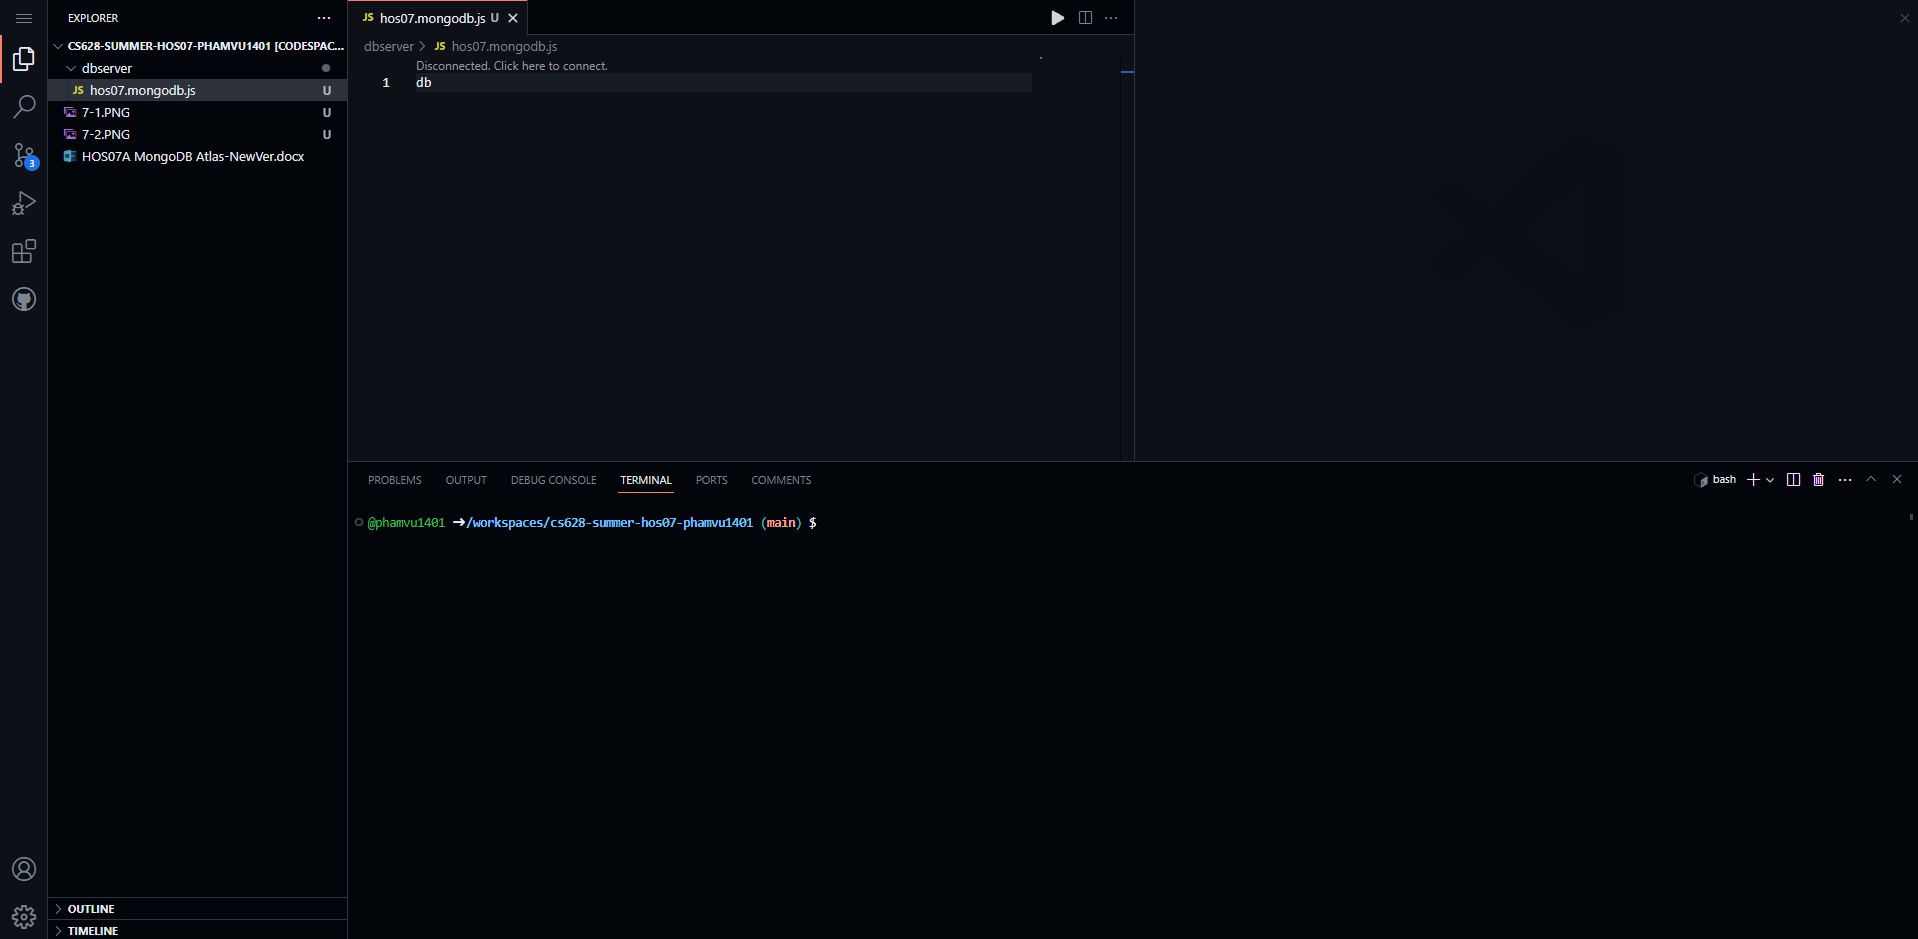 EXPLORER
CS628-SUMMER-HOS07-PHAMVU1401 [CODESPAC...
dbserver
JS hos07.mongodb.js U
7-1.PNG U
7-2.PNG U
HOS07A MongoDB Atlas-NewVer.docx
3
OUTLINE
TIMELINE
JS hos07.mongodb.js U
dbserver > JS hos07.mongodb.js
Disconnected. Click here to connect.
1 db
PROBLEMS OUTPUT DEBUG CONSOLE TERMINAL PORTS COMMENTS
bash
@phamvu1401 ➜/workspaces/cs628-summer-hos07-phamvu1401 (main) $